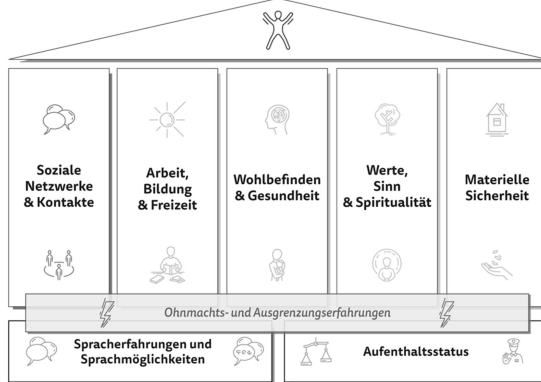 Soziale
Netzwerke
& Kontakte
Arbeit,
Bildung
& Freizeit
Wohlbefinden
& Gesundheit
Werte,
Sinn
& Spiritualität
Materielle
Sicherheit
Ohnmachts- und Ausgrenzungserfahrungen
Spracherfahrungen und
Sprachmöglichkeiten
Aufenthaltsstatus